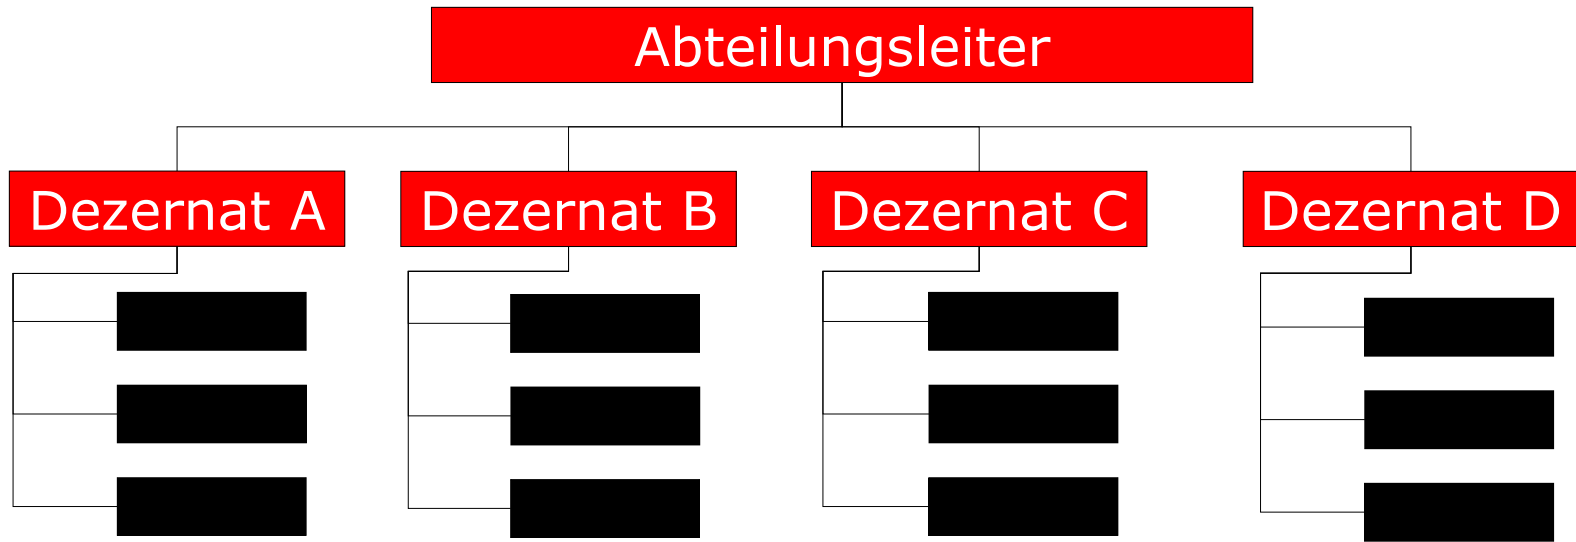 Abteilungsleiter
Dezernat A
Dezernat B
Dezernat C
Dezernat D